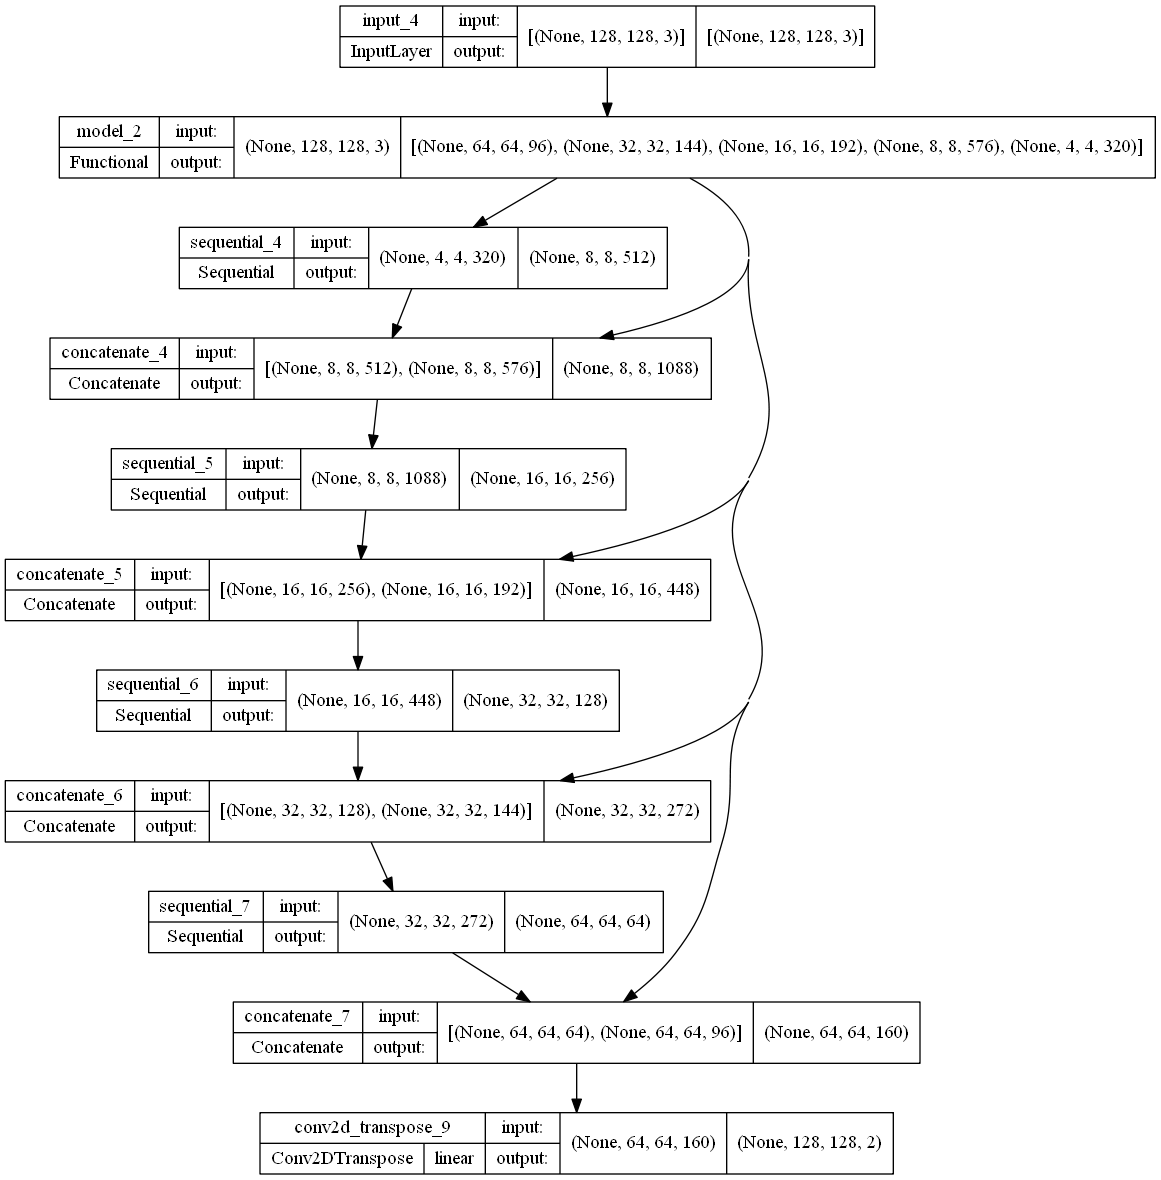 input_4 input: [(None, 128, 128, 3)] [(None, 128, 128, 3)]
InputLayer output:
model_2 input: (None, 128, 128, 3) [(None, 64, 64, 96), (None, 32, 32, 144), (None, 16, 16, 192), (None, 8, 8, 576), (None, 4, 4, 320)]
Functional output:
sequential_4 input: (None, 4, 4, 320) (None, 8, 8, 512)
Sequential output:
concatenate_4 input: [(None, 8, 8, 512), (None, 8, 8, 576)] (None, 8, 8, 1088)
Concatenate output:
sequential_5 input: (None, 8, 8, 1088) (None, 16, 16, 256)
Sequential output:
concatenate_5 input: [(None, 16, 16, 256), (None, 16, 16, 192)] (None, 16, 16, 448)
Concatenate output:
sequential_6 input: (None, 16, 16, 448) (None, 32, 32, 128)
Sequential output:
concatenate_6 input: [(None, 32, 32, 128), (None, 32, 32, 144)] (None, 32, 32, 272)
Concatenate output:
sequential_7 input: (None, 32, 32, 272) (None, 64, 64, 64)
Sequential output:
concatenate_7 input: [(None, 64, 64, 64), (None, 64, 64, 96)] (None, 64, 64, 160)
Concatenate output:
conv2d_transpose_9 input: (None, 64, 64, 160) (None, 128, 128, 2)
Conv2DTranspose linear output: